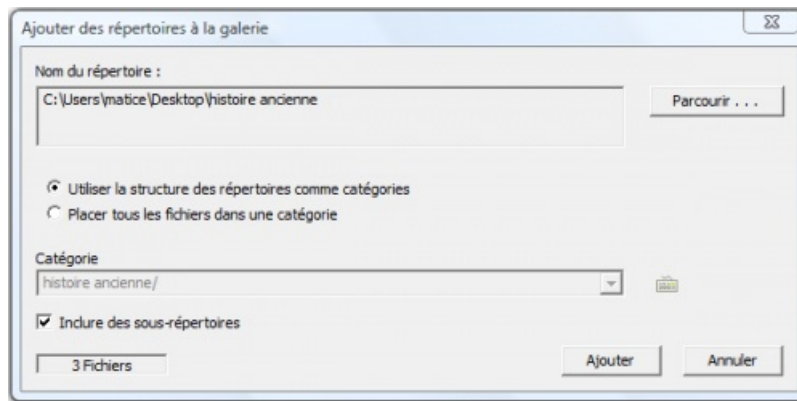 Ajouter des répertoires à la galerie
Nom du répertoire :
C:\Users\matice\Desktop\histoire ancienne
Parcourir . . .
Utiliser la structure des répertoires comme catégories
Placer tous les fichiers dans une catégorie
Catégorie
histoire ancienne/
Inclure des sous-répertoires
3 Fichiers
Ajouter
Annuler